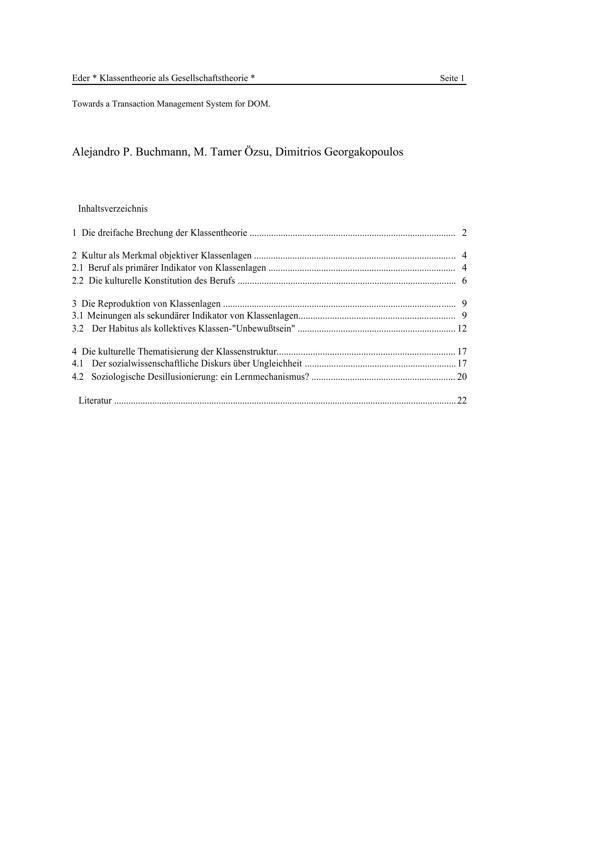 Eder * Klassentheorie als Gesellschaftstheorie * Seite 1
Towards a Transaction Management System for DOM.
Alejandro P. Buchmann, M. Tamer Özsu, Dimitrios Georgakopoulos
Inhaltsverzeichnis
1 Die dreifache Brechung der Klassentheorie ........ 2
2 Kultur als Merkmal objektiver Klassenlagen ........ 4
2.1 Beruf als primärer Indikator von Klassenlagen ........ 4
2.2 Die kulturelle Konstitution des Berufs ........ 6
3 Die Reproduktion von Klassenlagen ........ 9
3.1 Meinungen als sekundärer Indikator von Klassenlagen........ 9
3.2 Der Habitus als kollektives Klassen-"Unbewußtsein" ........ 12
4 Die kulturelle Thematisierung der Klassenstruktur........ 17
4.1 Der sozialwissenschaftliche Diskurs über Ungleichheit ........ 17
4.2 Soziologische Desillusionierung: ein Lernmechanismus? ........ 20
Literatur ........ 22